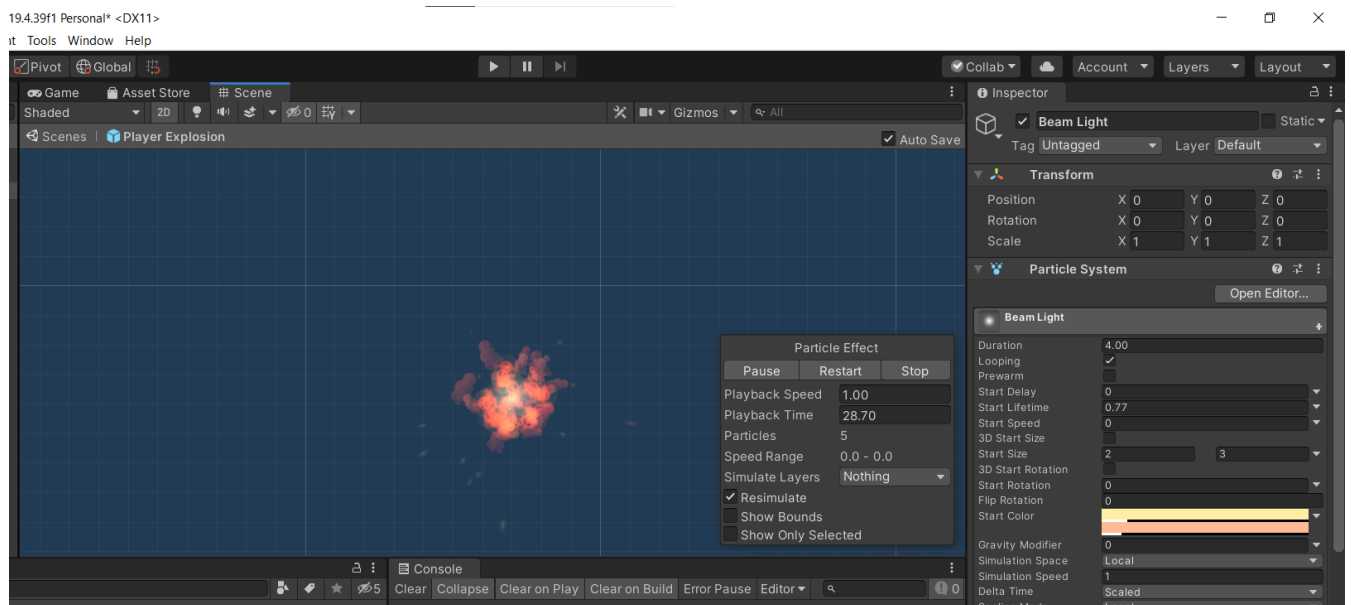 19.4.39f1 Personal* <DX11>
Tools Window Help
Pivot Global
Collab Account Layers Layout
Game Asset Store Scene
Inspector
Shaded 2D 0 Gizmos All
Beam Light Static
Scenes | Player Explosion Auto Save
Tag Untagged Layer Default
Transform
Position X 0 Y 0 Z 0
Rotation X 0 Y 0 Z 0
Scale X 1 Y 1 Z 1
Particle System
Open Editor...
Beam Light
+
Duration 4.00
Looping
Prewarm
Start Delay 0
Start Lifetime 0.77
Start Speed 0
3D Start Size
Start Size 2 3
3D Start Rotation
Start Rotation 0
Flip Rotation 0
Start Color
Gravity Modifier 0
Simulation Space Local
Simulation Speed 1
Delta Time Scaled
Particle Effect
Pause Restart Stop
Playback Speed 1.00
Playback Time 28.70
Particles 5
Speed Range 0.0 - 0.0
Simulate Layers Nothing
Resimulate
Show Bounds
Show Only Selected
Console
5 Clear Collapse Clear on Play Clear on Build Error Pause Editor 0